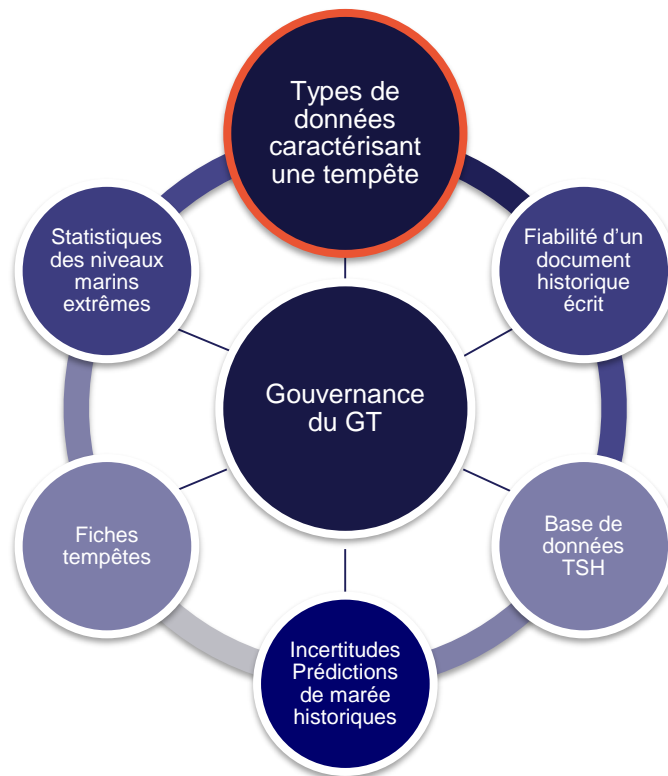 Types de
données
caractérisant
une tempête
Statistiques
des niveaux
marins
extrêmes
Fiabilité d’un
document
historique
écrit
Gouvernance
du GT
Fiches
tempêtes
Base de
données
TSH
Incertitudes
Prédictions
de marée
historiques